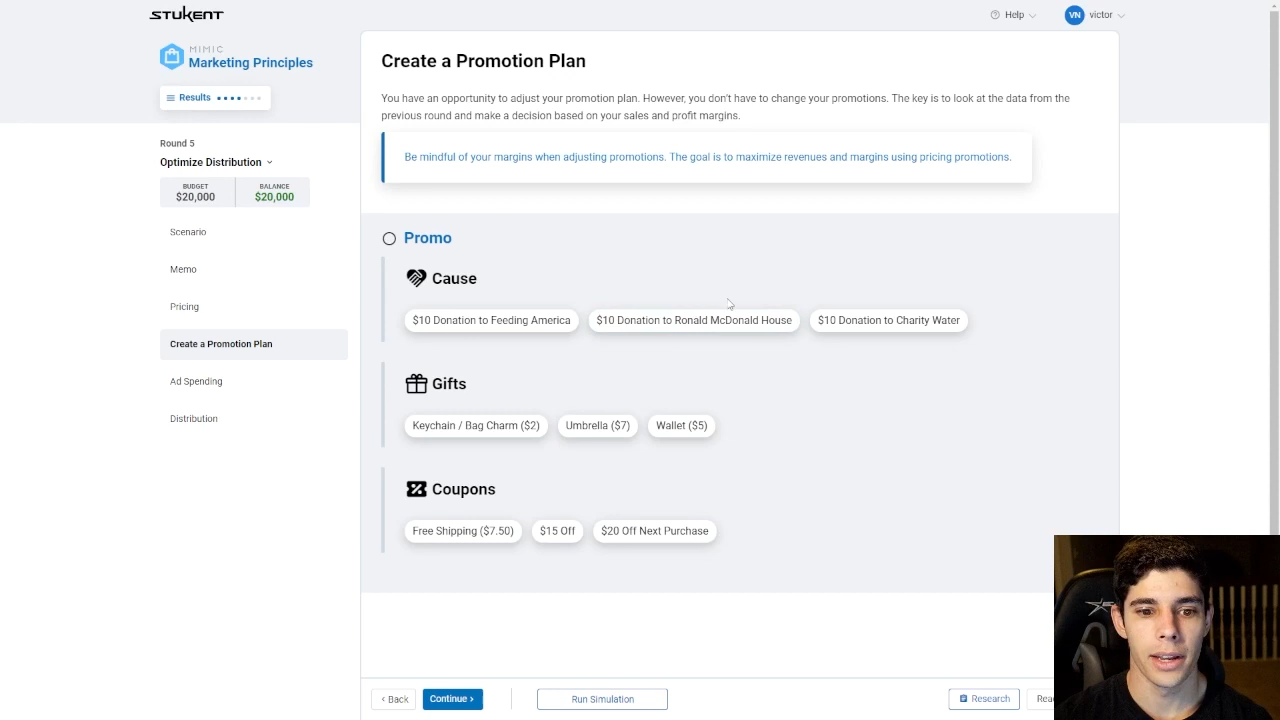 STUKENT
Help
VN victor
MIMIC
Marketing Principles
Results
Round 5
Optimize Distribution
BUDGET
$20,000
BALANCE
$20,000
Scenario
Memo
Pricing
Create a Promotion Plan
Ad Spending
Distribution
Create a Promotion Plan
You have an opportunity to adjust your promotion plan. However, you don't have to change your promotions. The key is to look at the data from the
previous round and make a decision based on your sales and profit margins.
Be mindful of your margins when adjusting promotions. The goal is to maximize revenues and margins using pricing promotions.
Promo
Cause
$10 Donation to Feeding America
$10 Donation to Ronald McDonald House
$10 Donation to Charity Water
Gifts
Keychain / Bag Charm ($2)
Umbrella ($7)
Wallet ($5)
Coupons
Free Shipping ($7.50)
$15 Off
$20 Off Next Purchase
< Back
Continue >
Run Simulation
Research